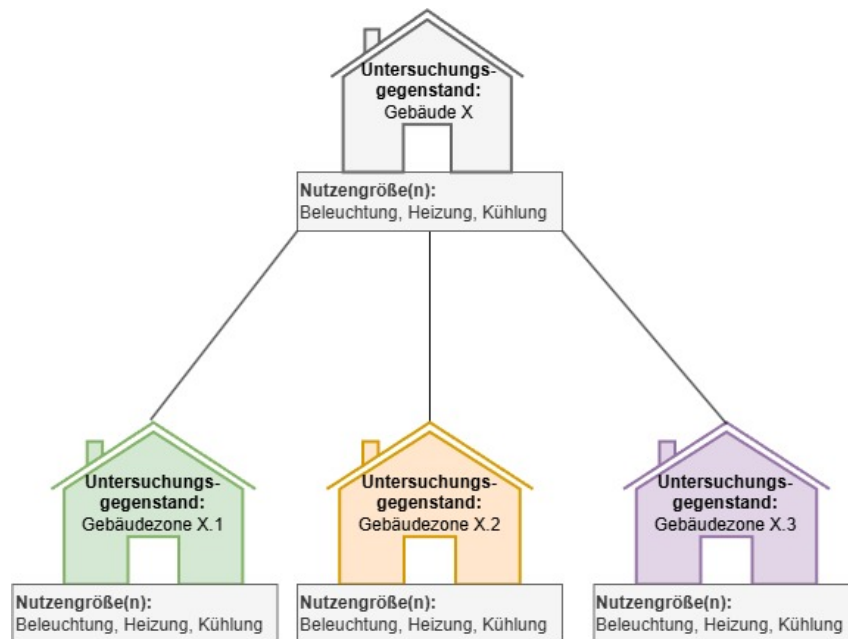 Untersuchungs-
gegenstand:
Gebäude X
Nutzengröße(n):
Beleuchtung, Heizung, Kühlung
Untersuchungs-
gegenstand:
Gebäudezone X.1
Nutzengröße(n):
Beleuchtung, Heizung, Kühlung
Untersuchungs-
gegenstand:
Gebäudezone X.2
Nutzengröße(n):
Beleuchtung, Heizung, Kühlung
Untersuchungs-
gegenstand:
Gebäudezone X.3
Nutzengröße(n):
Beleuchtung, Heizung, Kühlung